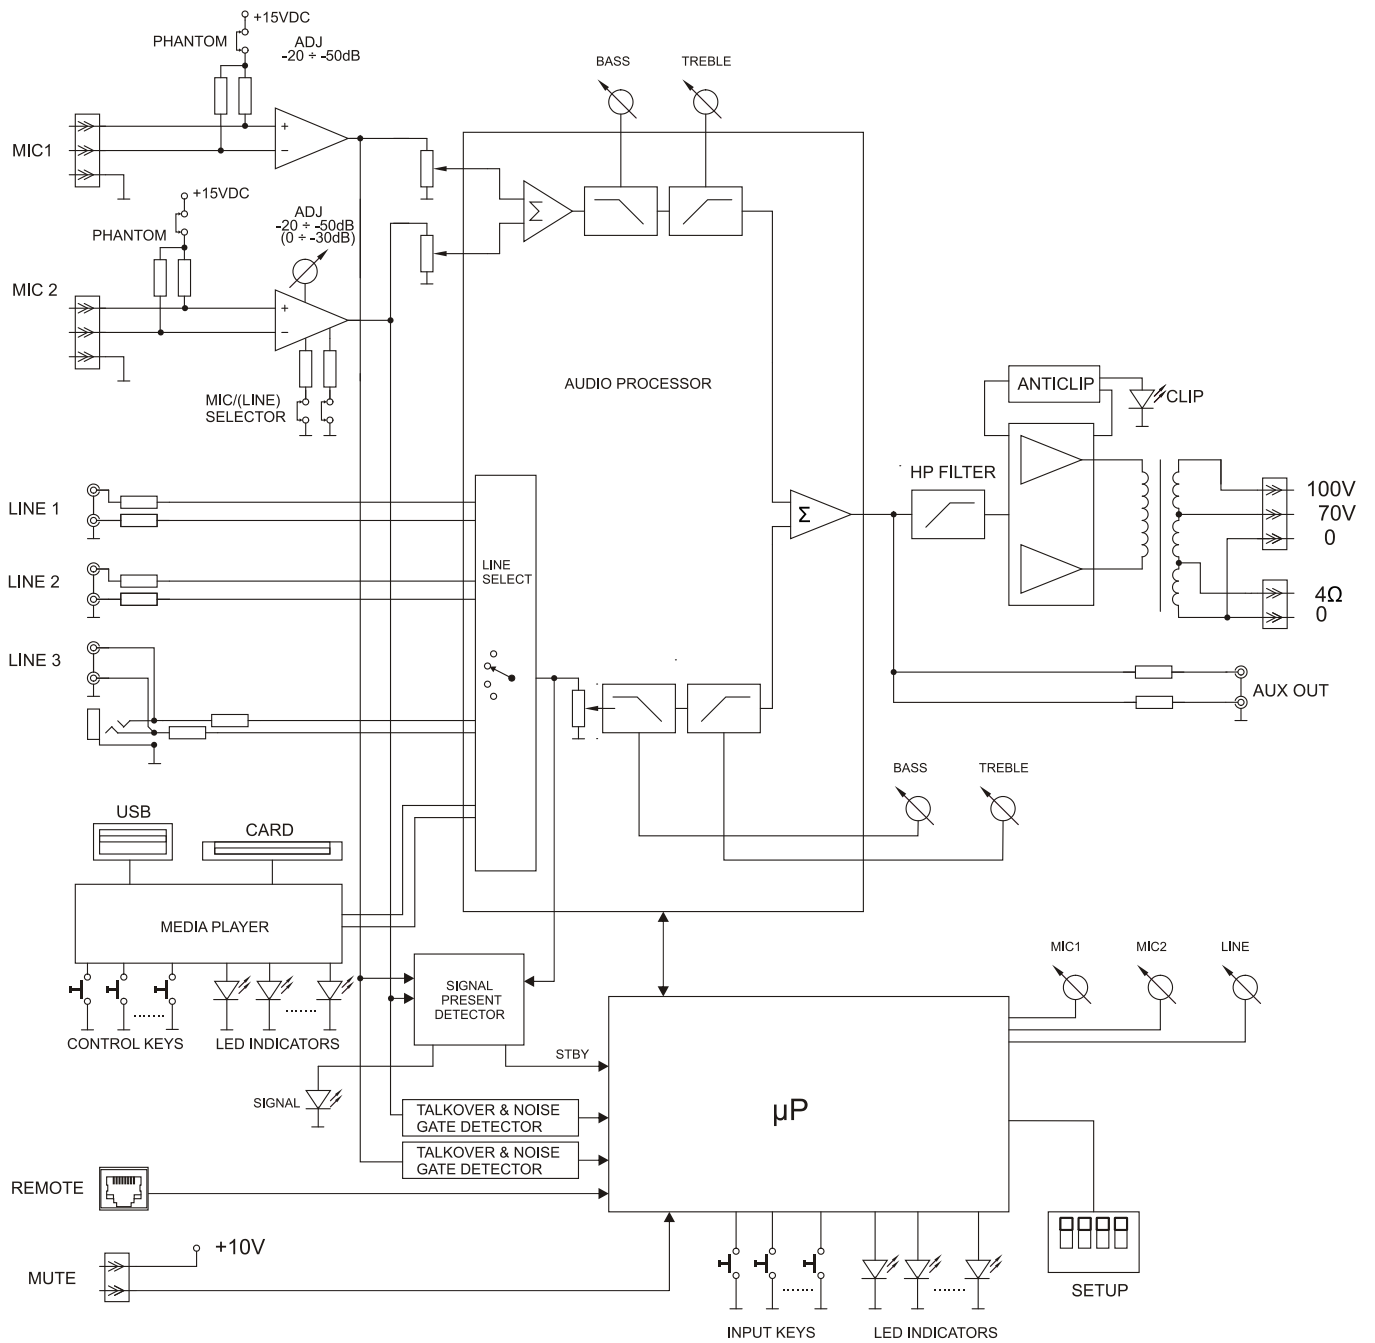 +15VDC
PHANTOM
ADJ
-20 ÷ -50dB
BASS
TREBLE
+
−
MIC1
+15VDC
PHANTOM
ADJ
-20 ÷ -50dB
(0 ÷ -30dB)
Σ
MIC 2
+
−
MIC/(LINE)
SELECTOR
AUDIO PROCESSOR
ANTICLIP
CLIP
HP FILTER
LINE 1
100V
70V
0
Σ
LINE
SELECT
LINE 2
4Ω
0
LINE 3
AUX OUT
BASS
TREBLE
USB
CARD
MEDIA PLAYER
CONTROL KEYS
LED INDICATORS
SIGNAL
PRESENT
DETECTOR
MIC1
MIC2
LINE
STBY
SIGNAL
TALKOVER & NOISE
GATE DETECTOR
TALKOVER & NOISE
GATE DETECTOR
µP
REMOTE
+10V
MUTE
INPUT KEYS
LED INDICATORS
SETUP